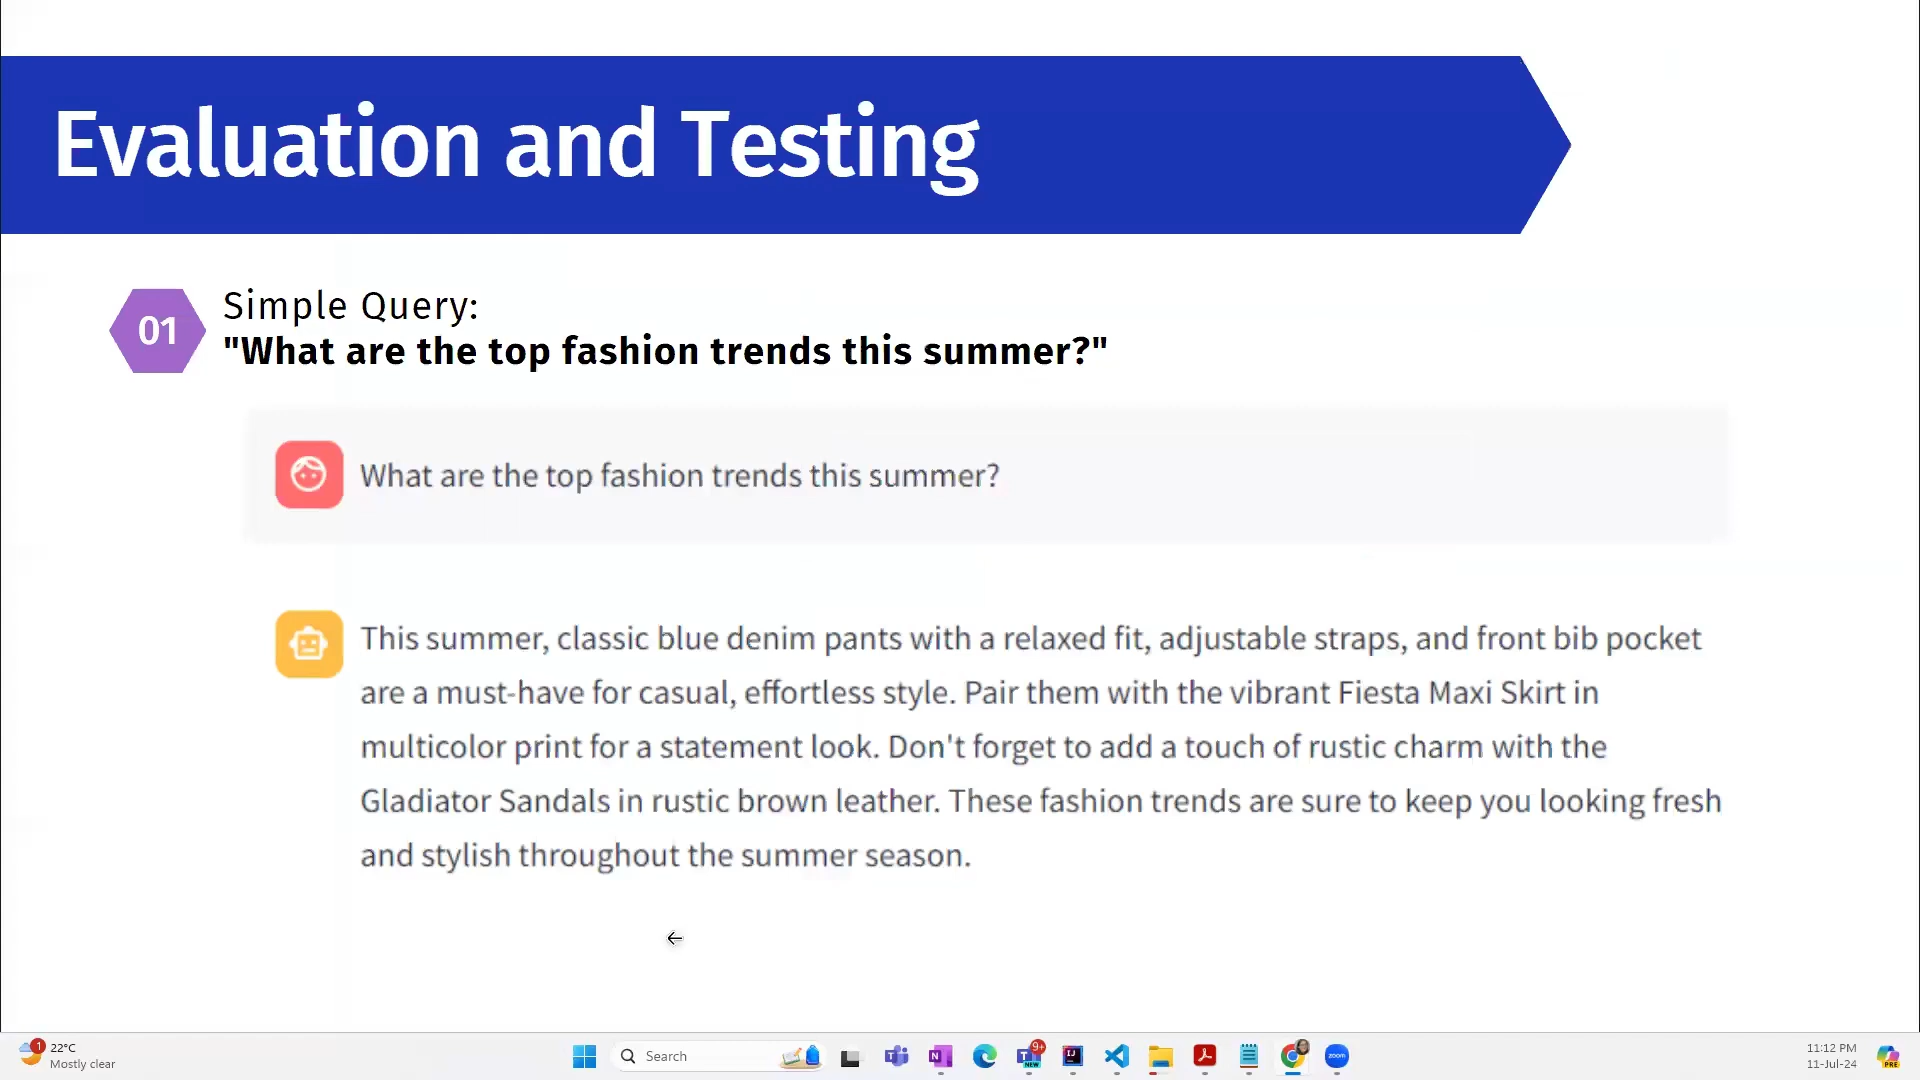 Evaluation and Testing
01
Simple Query:
"What are the top fashion trends this summer?"
What are the top fashion trends this summer?
This summer, classic blue denim pants with a relaxed fit, adjustable straps, and front bib pocket
are a must-have for casual, effortless style. Pair them with the vibrant Fiesta Maxi Skirt in
multicolor print for a statement look. Don't forget to add a touch of rustic charm with the
Gladiator Sandals in rustic brown leather. These fashion trends are sure to keep you looking fresh
and stylish throughout the summer season.
1
22°C
Mostly clear
Search
9+
NEW
zoom
11:12 PM
11-Jul-24
PRE